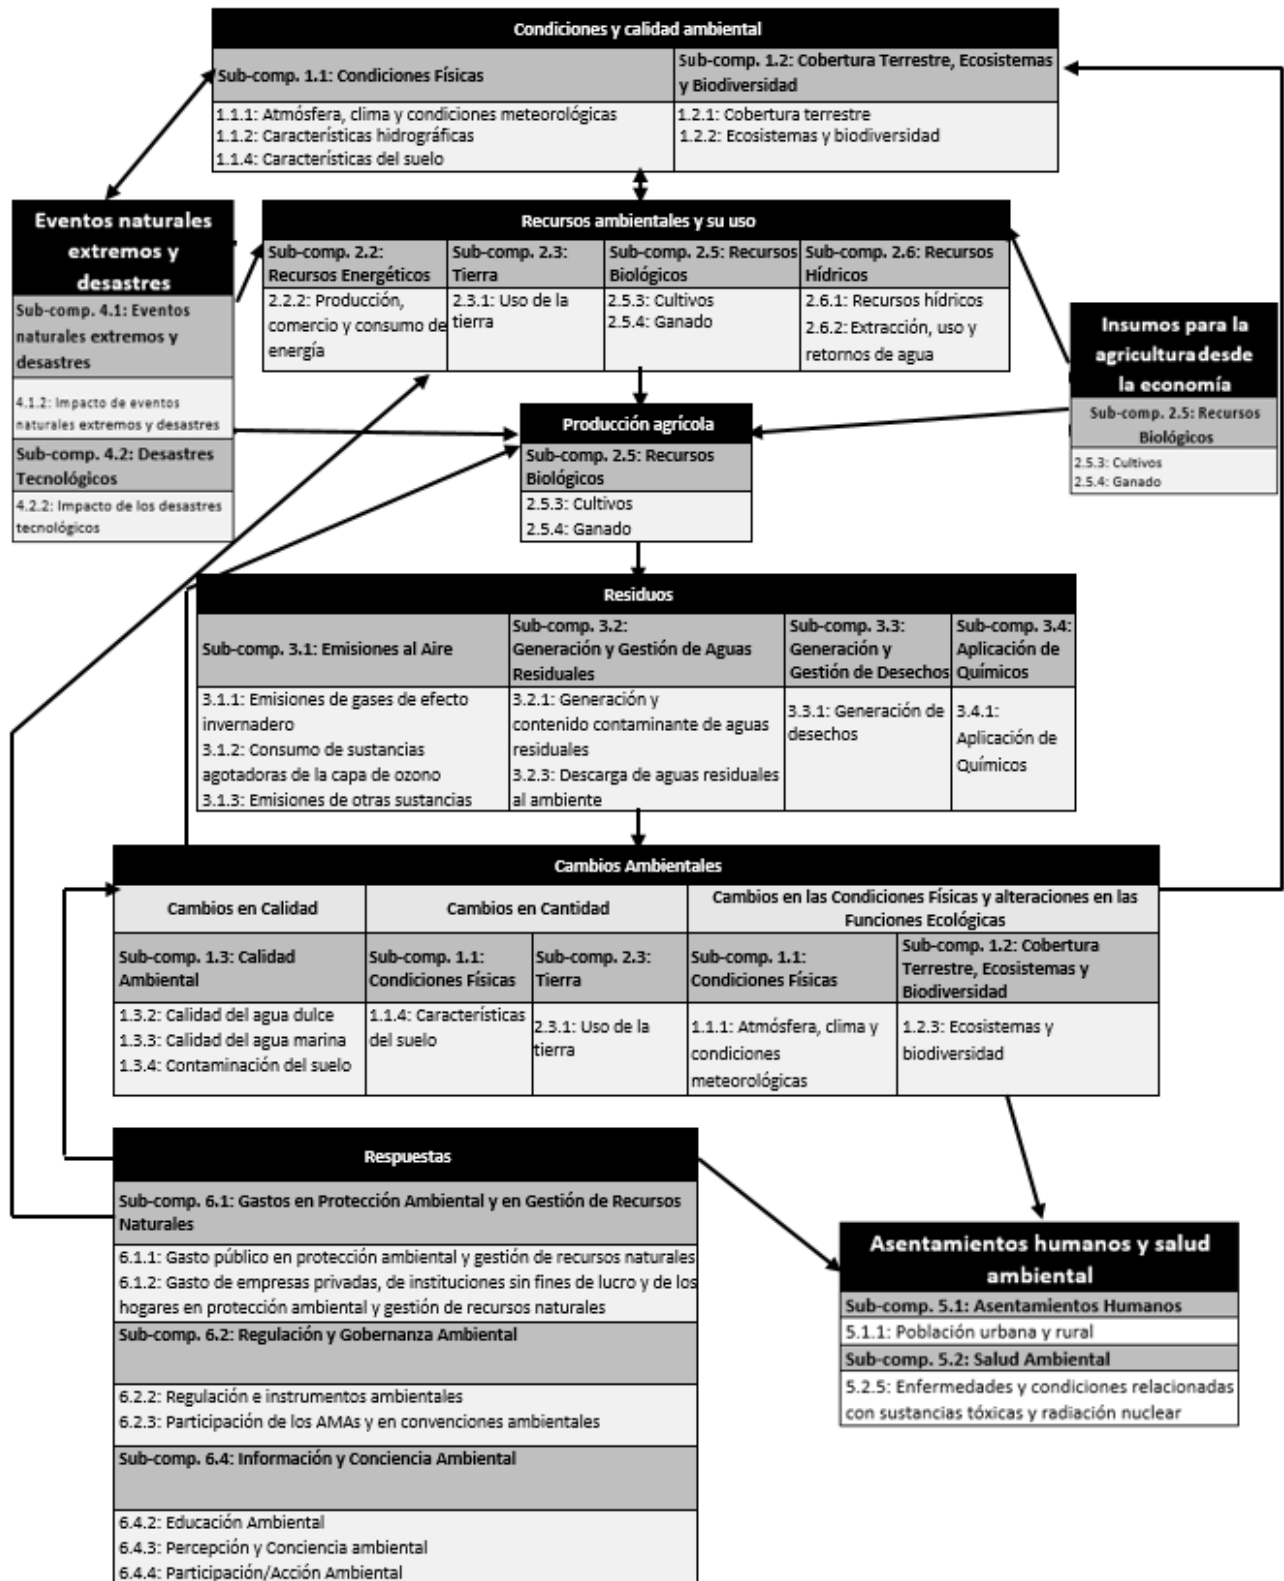 Condiciones y calidad ambiental
Sub-comp. 1.1: Condiciones Físicas
Sub-comp. 1.2: Cobertura Terrestre, Ecosistemas
y Biodiversidad
1.1.1: Atmósfera, clima y condiciones meteorológicas
1.1.2: Características hidrográficas
1.1.4: Características del suelo
1.2.1: Cobertura terrestre
1.2.2: Ecosistemas y biodiversidad
Eventos naturales
extremos y
desastres
Sub-comp. 4.1: Eventos
naturales extremos y
desastres
4.1.2: Impacto de eventos
naturales extremos y desastres
Sub-comp. 4.2: Desastres
Tecnológicos
4.2.2: Impacto de los desastres
tecnológicos
Recursos ambientales y su uso
Sub-comp. 2.2:
Recursos Energéticos
2.2.2: Producción,
comercio y consumo de
energía
Sub-comp. 2.3:
Tierra
2.3.1: Uso de la
tierra
Sub-comp. 2.5: Recursos
Biológicos
2.5.3: Cultivos
2.5.4: Ganado
Sub-comp. 2.6: Recursos
Hídricos
2.6.1: Recursos hídricos
2.6.2: Extracción, uso y
retornos de agua
Insumos para la
agricultura desde
la economía
Sub-comp. 2.5: Recursos
Biológicos
2.5.3: Cultivos
2.5.4: Ganado
Producción agrícola
Sub-comp. 2.5: Recursos
Biológicos
2.5.3: Cultivos
2.5.4: Ganado
Residuos
Sub-comp. 3.1: Emisiones al Aire
3.1.1: Emisiones de gases de efecto
invernadero
3.1.2: Consumo de sustancias
agotadoras de la capa de ozono
3.1.3: Emisiones de otras sustancias
Sub-comp. 3.2:
Generación y Gestión de Aguas
Residuales
3.2.1: Generación y
contenido contaminante de aguas
residuales
3.2.3: Descarga de aguas residuales
al ambiente
Sub-comp. 3.3:
Generación y
Gestión de Desechos
3.3.1: Generación de
desechos
Sub-comp. 3.4:
Aplicación de
Químicos
3.4.1:
Aplicación de
Químicos
Cambios Ambientales
Cambios en Calidad
Cambios en Cantidad
Cambios en las Condiciones Físicas y alteraciones en las
Funciones Ecológicas
Sub-comp. 1.3: Calidad
Ambiental
1.3.2: Calidad del agua dulce
1.3.3: Calidad del agua marina
1.3.4: Contaminación del suelo
Sub-comp. 1.1:
Condiciones Físicas
1.1.4: Características
del suelo
Sub-comp. 2.3:
Tierra
2.3.1: Uso de la
tierra
Sub-comp. 1.1:
Condiciones Físicas
1.1.1: Atmósfera, clima y
condiciones
meteorológicas
Sub-comp. 1.2: Cobertura
Terrestre, Ecosistemas y
Biodiversidad
1.2.3: Ecosistemas y
biodiversidad
Respuestas
Sub-comp. 6.1: Gastos en Protección Ambiental y en Gestión de Recursos
Naturales
6.1.1: Gasto público en protección ambiental y gestión de recursos naturales
6.1.2: Gasto de empresas privadas, de instituciones sin fines de lucro y de los
hogares en protección ambiental y gestión de recursos naturales
Sub-comp. 6.2: Regulación y Gobernanza Ambiental
6.2.2: Regulación e instrumentos ambientales
6.2.3: Participación de los AMAs y en convenciones ambientales
Sub-comp. 6.4: Información y Conciencia Ambiental
6.4.2: Educación Ambiental
6.4.3: Percepción y Conciencia ambiental
6.4.4: Participación/Acción Ambiental
Asentamientos humanos y salud
ambiental
Sub-comp. 5.1: Asentamientos Humanos
5.1.1: Población urbana y rural
Sub-comp. 5.2: Salud Ambiental
5.2.5: Enfermedades y condiciones relacionadas
con sustancias tóxicas y radiación nuclear